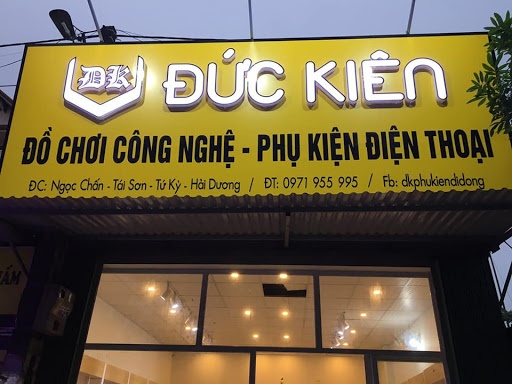 ĐK ĐỨC KIÊN
ĐỒ CHƠI CÔNG NGHỆ - PHỤ KIỆN ĐIỆN THOẠI
ĐC: Ngọc Chấn - Tái Sơn - Tứ Kỳ - Hải Dương / ĐT: 0971 955 995 / Fb: dkphukiendidong